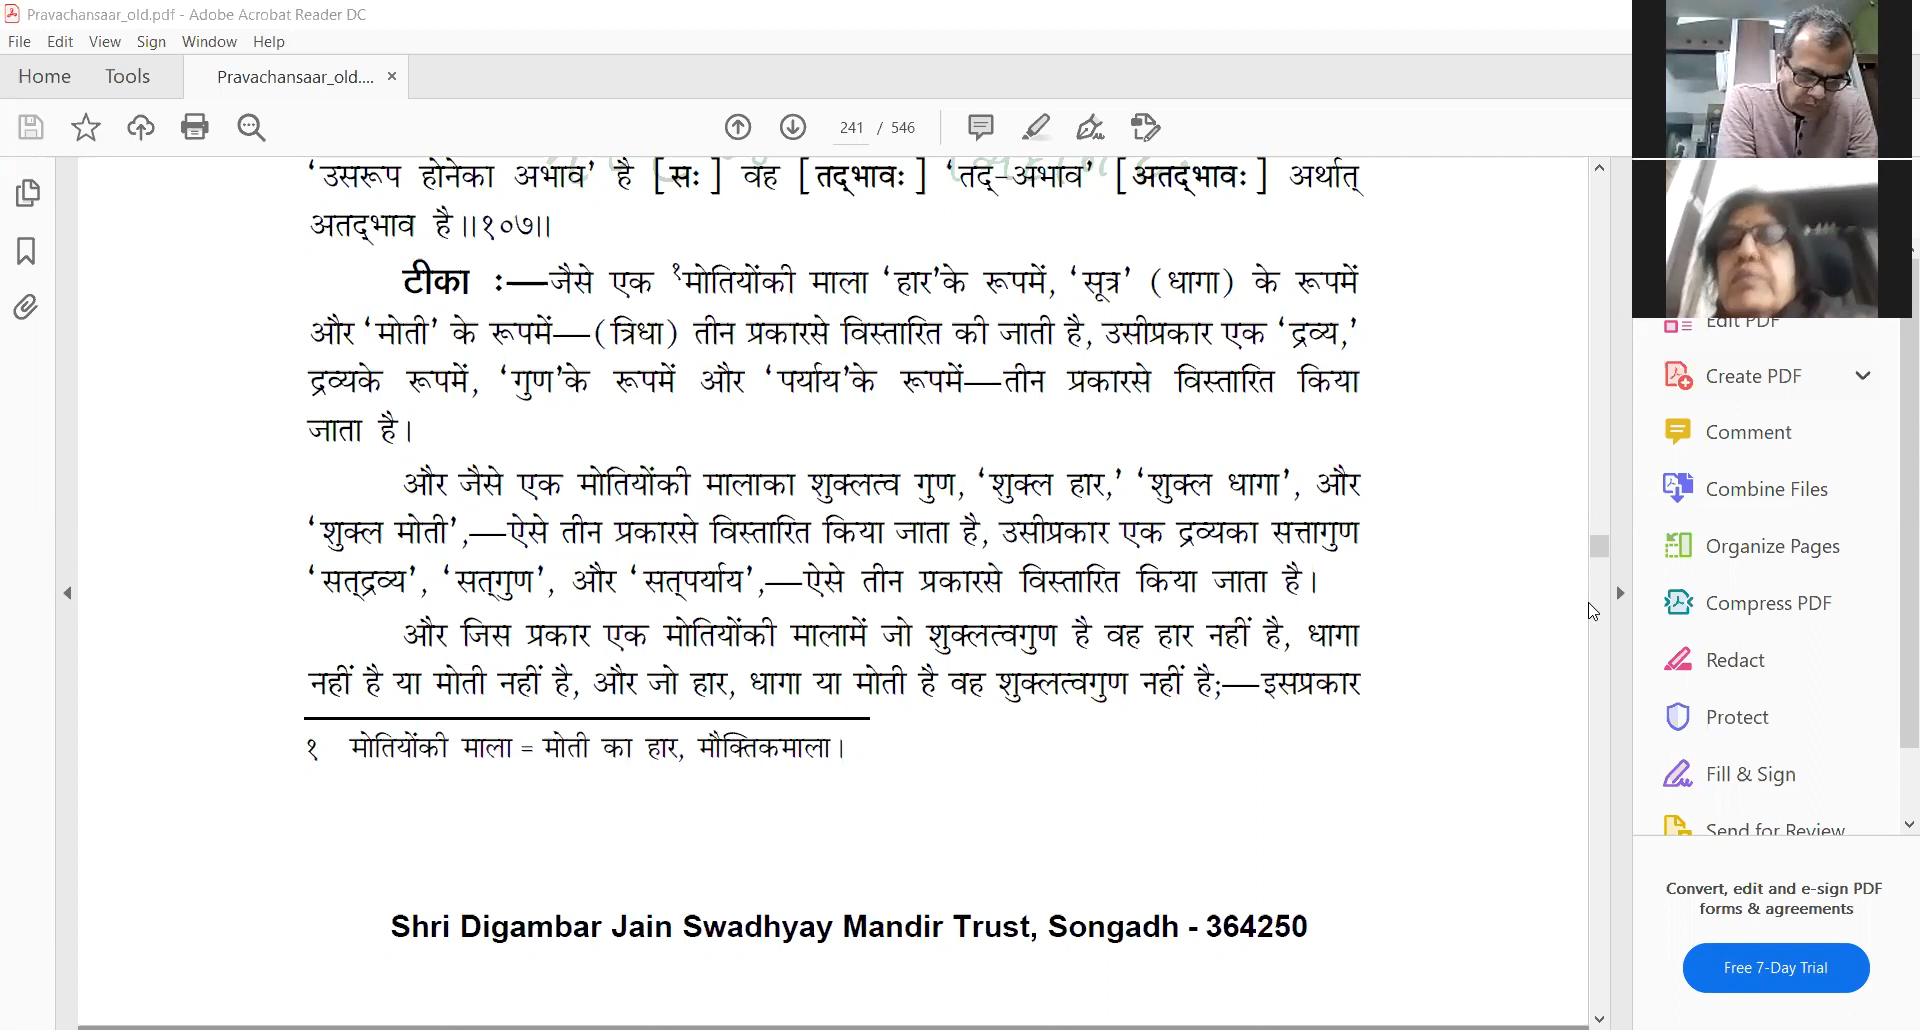 Pravachansaar_old.pdf - Adobe Acrobat Reader DC
File Edit View Sign Window Help
Home Tools Pravachansaar_old.... ×
241 / 546
‘उसरूप होनेका अभाव’ है [सः] वह [तद्भावः] ‘तद्-अभाव’ [अतद्भावः] अर्थात्
अतद्भाव है॥१०७॥
टीका :—जैसे एक १मोतियोंकी माला ‘हार’के रूपमें, ‘सूत्र’ (धागा) के रूपमें
और ‘मोती’ के रूपमें—(त्रिधा) तीन प्रकारसे विस्तारित की जाती है, उसीप्रकार एक ‘द्रव्य,’
द्रव्यके रूपमें, ‘गुण’के रूपमें और ‘पर्याय’के रूपमें—तीन प्रकारसे विस्तारित किया
जाता है।
और जैसे एक मोतियोंकी मालाका शुक्लत्व गुण, ‘शुक्ल हार,’ ‘शुक्ल धागा’, और
‘शुक्ल मोती’,—ऐसे तीन प्रकारसे विस्तारित किया जाता है, उसीप्रकार एक द्रव्यका सत्तागुण
‘सत्द्रव्य’, ‘सत्गुण’, और ‘सत्पर्याय’,—ऐसे तीन प्रकारसे विस्तारित किया जाता है।
और जिस प्रकार एक मोतियोंकी मालामें जो शुक्लत्वगुण है वह हार नहीं है, धागा
नहीं है या मोती नहीं है, और जो हार, धागा या मोती है वह शुक्लत्वगुण नहीं है;—इसप्रकार
१ मोतियोंकी माला = मोती का हार, मौक्तिकमाला।
Shri Digambar Jain Swadhyay Mandir Trust, Songadh - 364250
Edit PDF
Create PDF
Comment
Combine Files
Organize Pages
Compress PDF
Redact
Protect
Fill & Sign
Send for Review
Convert, edit and e-sign PDF
forms & agreements
Free 7-Day Trial